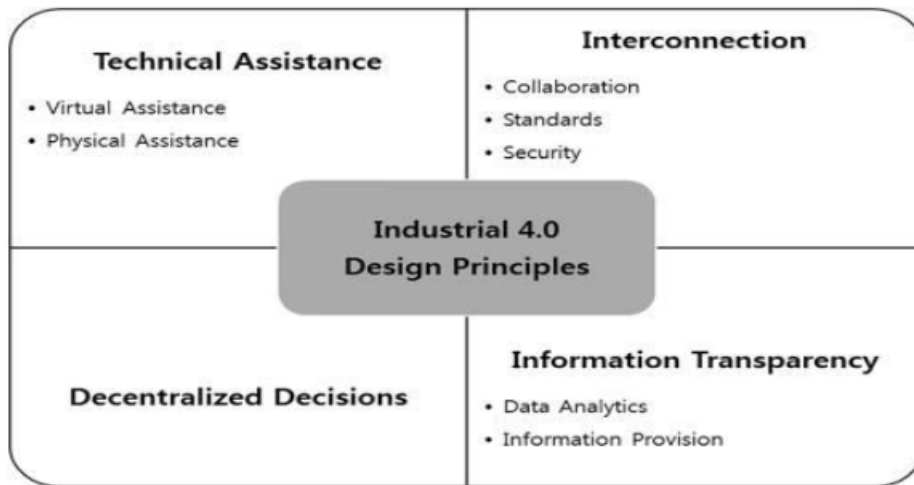 Technical Assistance
• Virtual Assistance
• Physical Assistance
Interconnection
• Collaboration
• Standards
• Security
Industrial 4.0
Design Principles
Decentralized Decisions
Information Transparency
• Data Analytics
• Information Provision